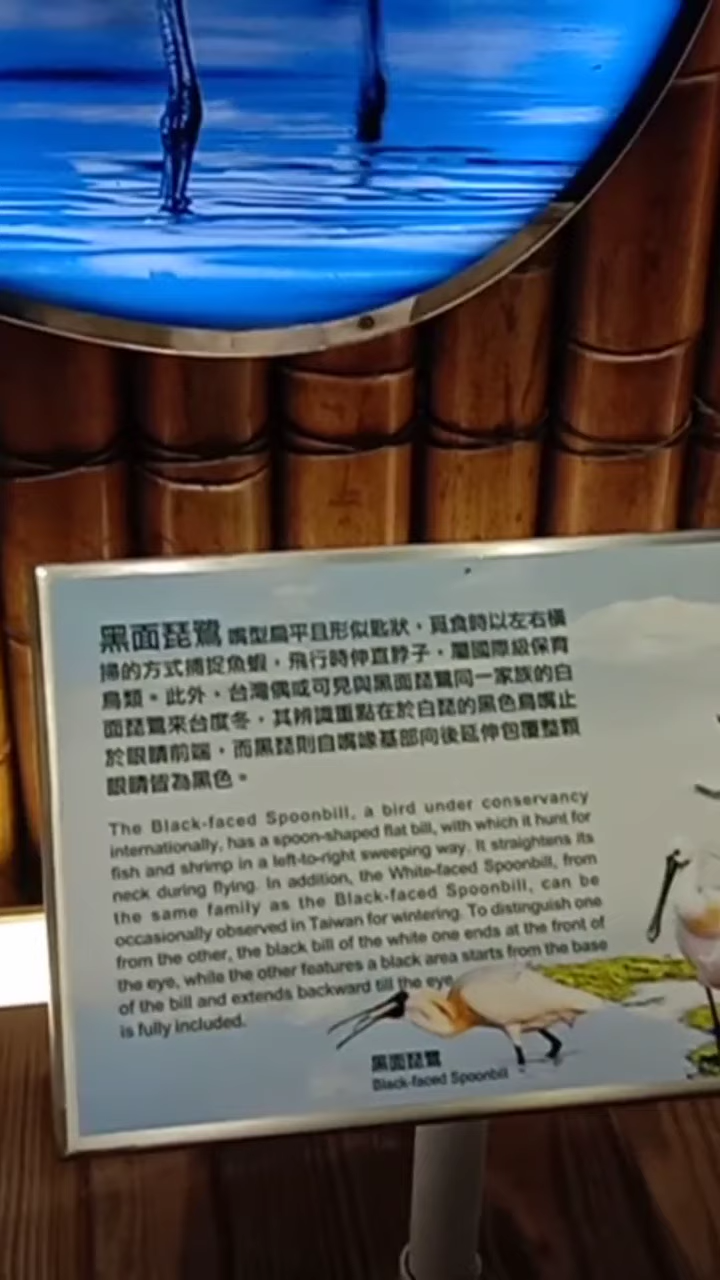 黑面琵鷺 嘴型扁平且形似匙狀，覓食時以左右橫
掃的方式捕捉魚蝦，飛行時伸直脖子，屬國際級保育
鳥類。此外，台灣偶或可見與黑面琵鷺同一家族的白
面琵鷺來台度冬，其辨識重點在於白琵的黑色鳥嘴止
於眼睛前端，而黑琵則自嘴喙基部向後延伸包覆整顆
眼睛皆為黑色。
The Black-faced Spoonbill, a bird under conservancy
internationally, has a spoon-shaped flat bill, with which it hunt for
fish and shrimp in a left-to-right sweeping way. It straightens its
neck during flying. In addition, the White-faced Spoonbill, from
the same family as the Black-faced Spoonbill, can be
occasionally observed in Taiwan for wintering. To distinguish one
from the other, the black bill of the white one ends at the front of
the eye, while the other features a black area starts from the base
of the bill and extends backward till the eye
is fully included.
黑面琵鷺
Black-faced Spoonbill